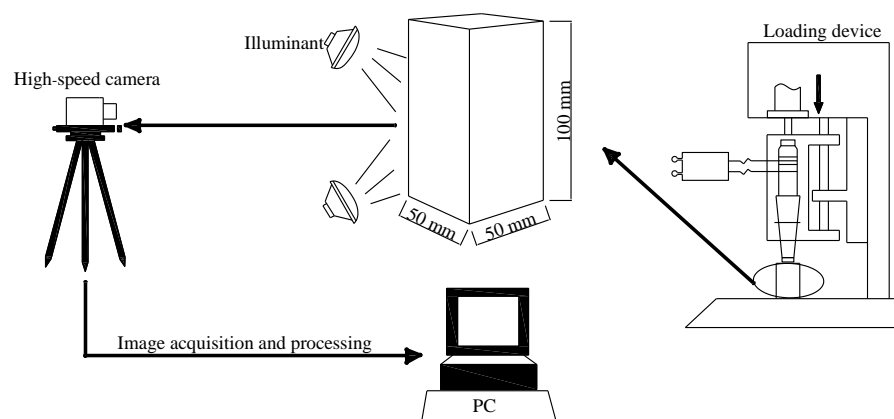 Illuminant
Loading device
High-speed camera
100 mm
50 mm
50 mm
Image acquisition and processing
PC